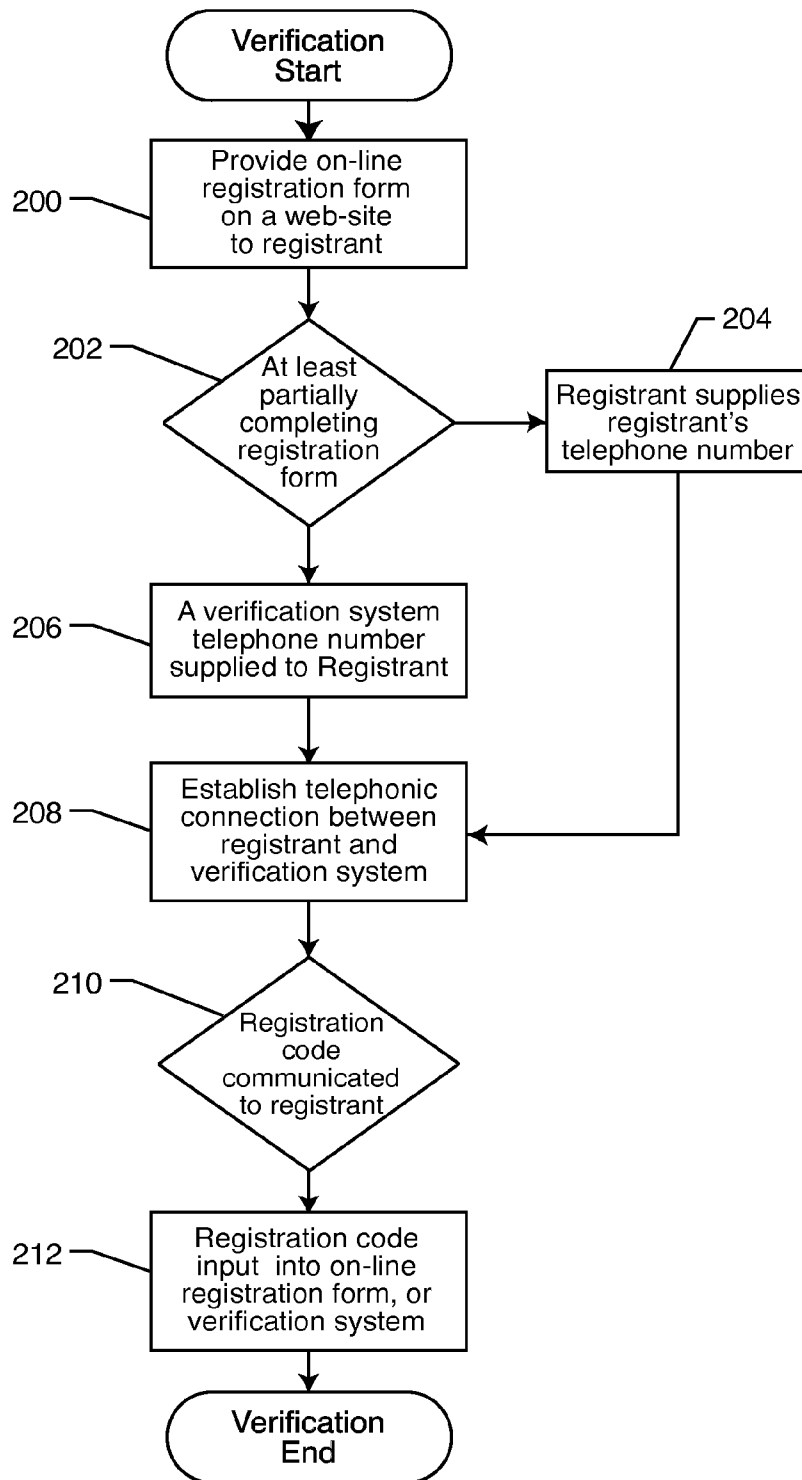 Verification
Start
200
Provide on-line
registration form
on a web-site
to registrant
202
At least
partially
completing
registration
form
204
Registrant supplies
registrant's
telephone number
206
A verification system
telephone number
supplied to Registrant
208
Establish telephonic
connection between
registrant and
verification system
210
Registration
code
communicated
to registrant
212
Registration code
input into on-line
registration form, or
verification system
Verification
End